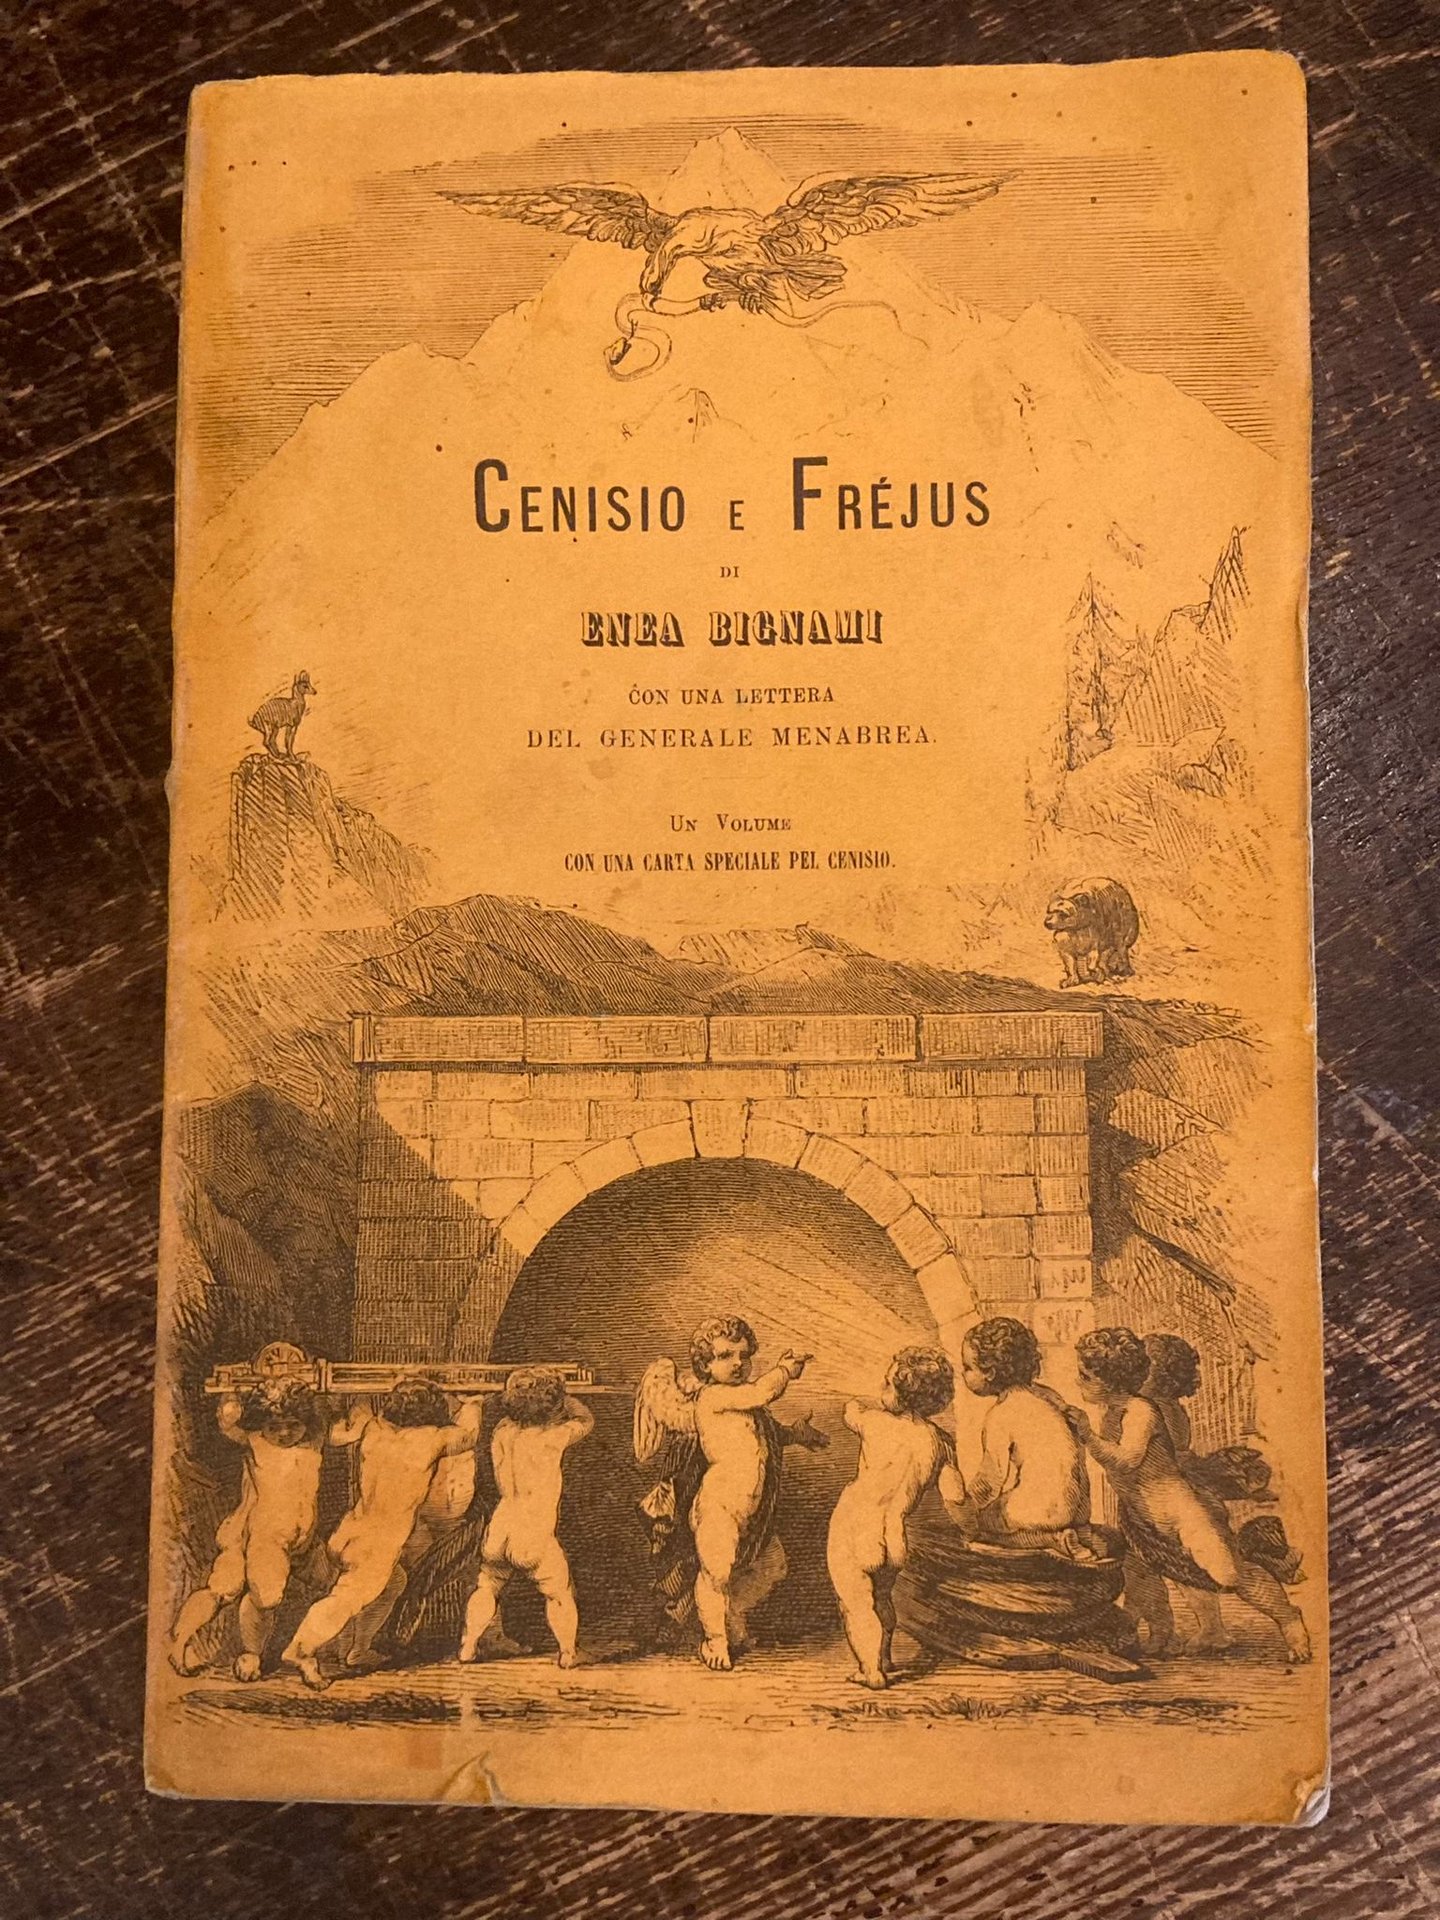 CENISIO E FRÉJUS
DI
ENEA BIGNAMI
CON UNA LETTERA
DEL GENERALE MENABREA.
UN VOLUME
CON UNA CARTA SPECIALE PEL CENISIO.